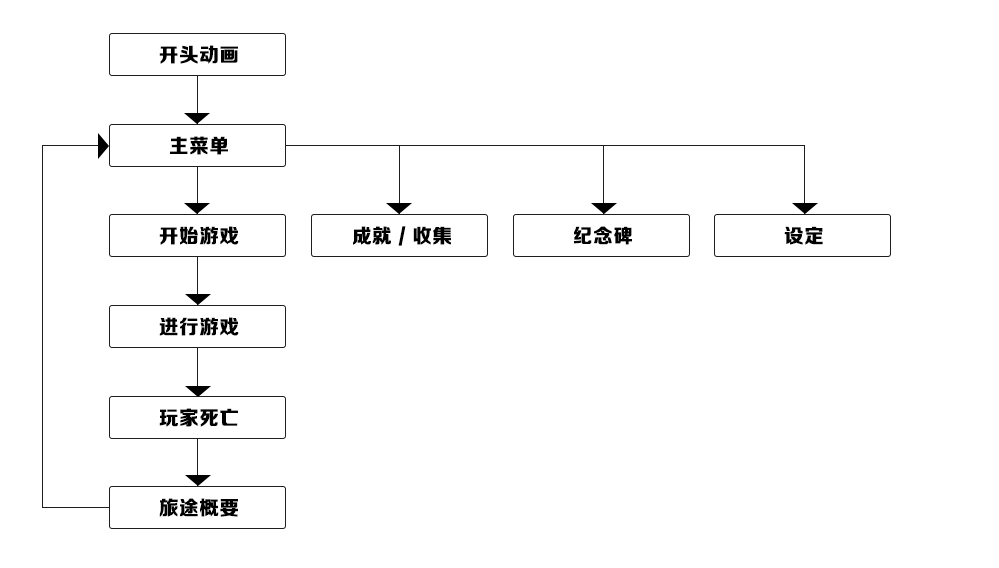 开头动画
主菜单
开始游戏
成就 / 收集
纪念碑
设定
进行游戏
玩家死亡
旅途概要